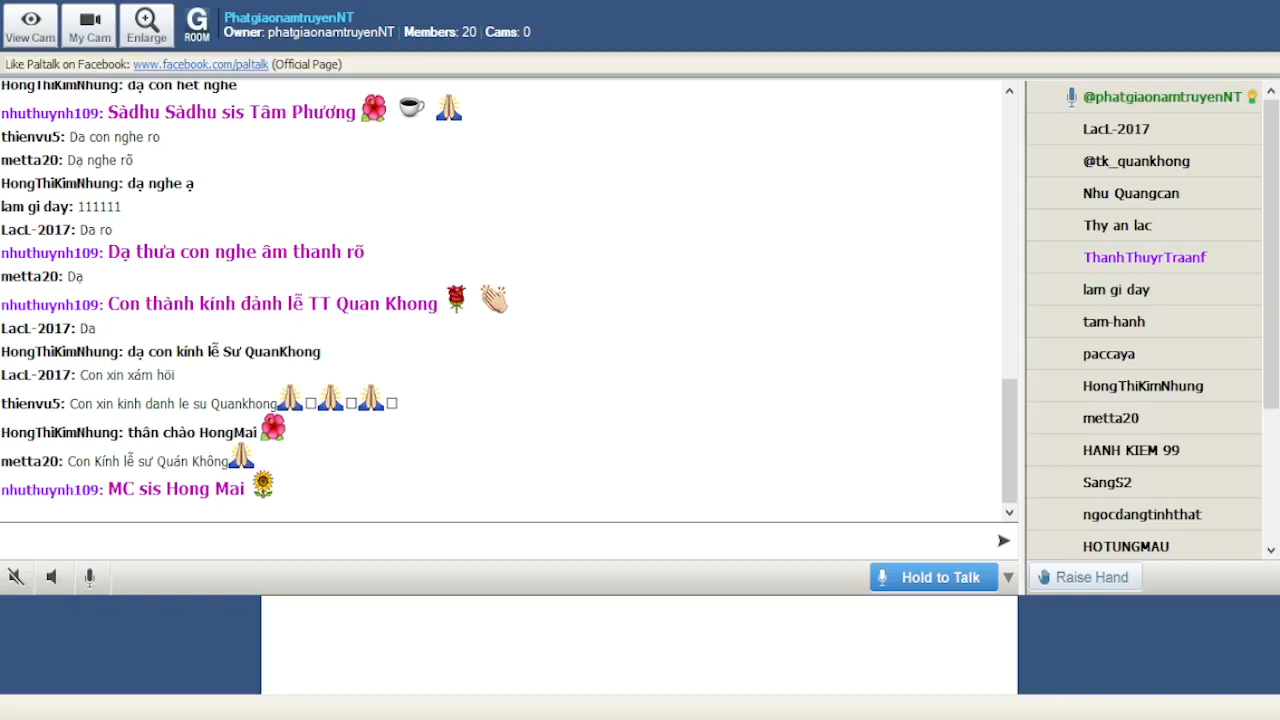 View Cam
My Cam
Enlarge
G ROOM
PhatgiaonamtruyenNT
Owner: phatgiaonamtruyenNT | Members: 20 | Cams: 0
Like Paltalk on Facebook: www.facebook.com/paltalk (Official Page)
HongThiKimNhung: dạ con hết nghe
nhuthuynh109: Sàdhu Sàdhu sis Tâm Phương
thienvu5: Da con nghe ro
metta20: Dạ nghe rõ
HongThiKimNhung: dạ nghe ạ
lam gi day: 111111
LacL-2017: Da ro
nhuthuynh109: Dạ thưa con nghe âm thanh rõ
metta20: Dạ
nhuthuynh109: Con thành kính đảnh lễ TT Quan Khong
LacL-2017: Da
HongThiKimNhung: dạ con kính lễ Sư QuanKhong
LacL-2017: Con xin xám hõi
thienvu5: Con xin kinh danh le su Quankhong
HongThiKimNhung: thân chào HongMai
metta20: Con Kính lễ sư Quán Không
nhuthuynh109: MC sis Hong Mai
@phatgiaonamtruyenNT
LacL-2017
@tk_quankhong
Nhu Quangcan
Thy an lac
ThanhThuyrTraanf
lam gi day
tam-hanh
paccaya
HongThiKimNhung
metta20
HANH KIEM 99
SangS2
ngocdangtinhthat
HOTUNGMAU
Hold to Talk
Raise Hand